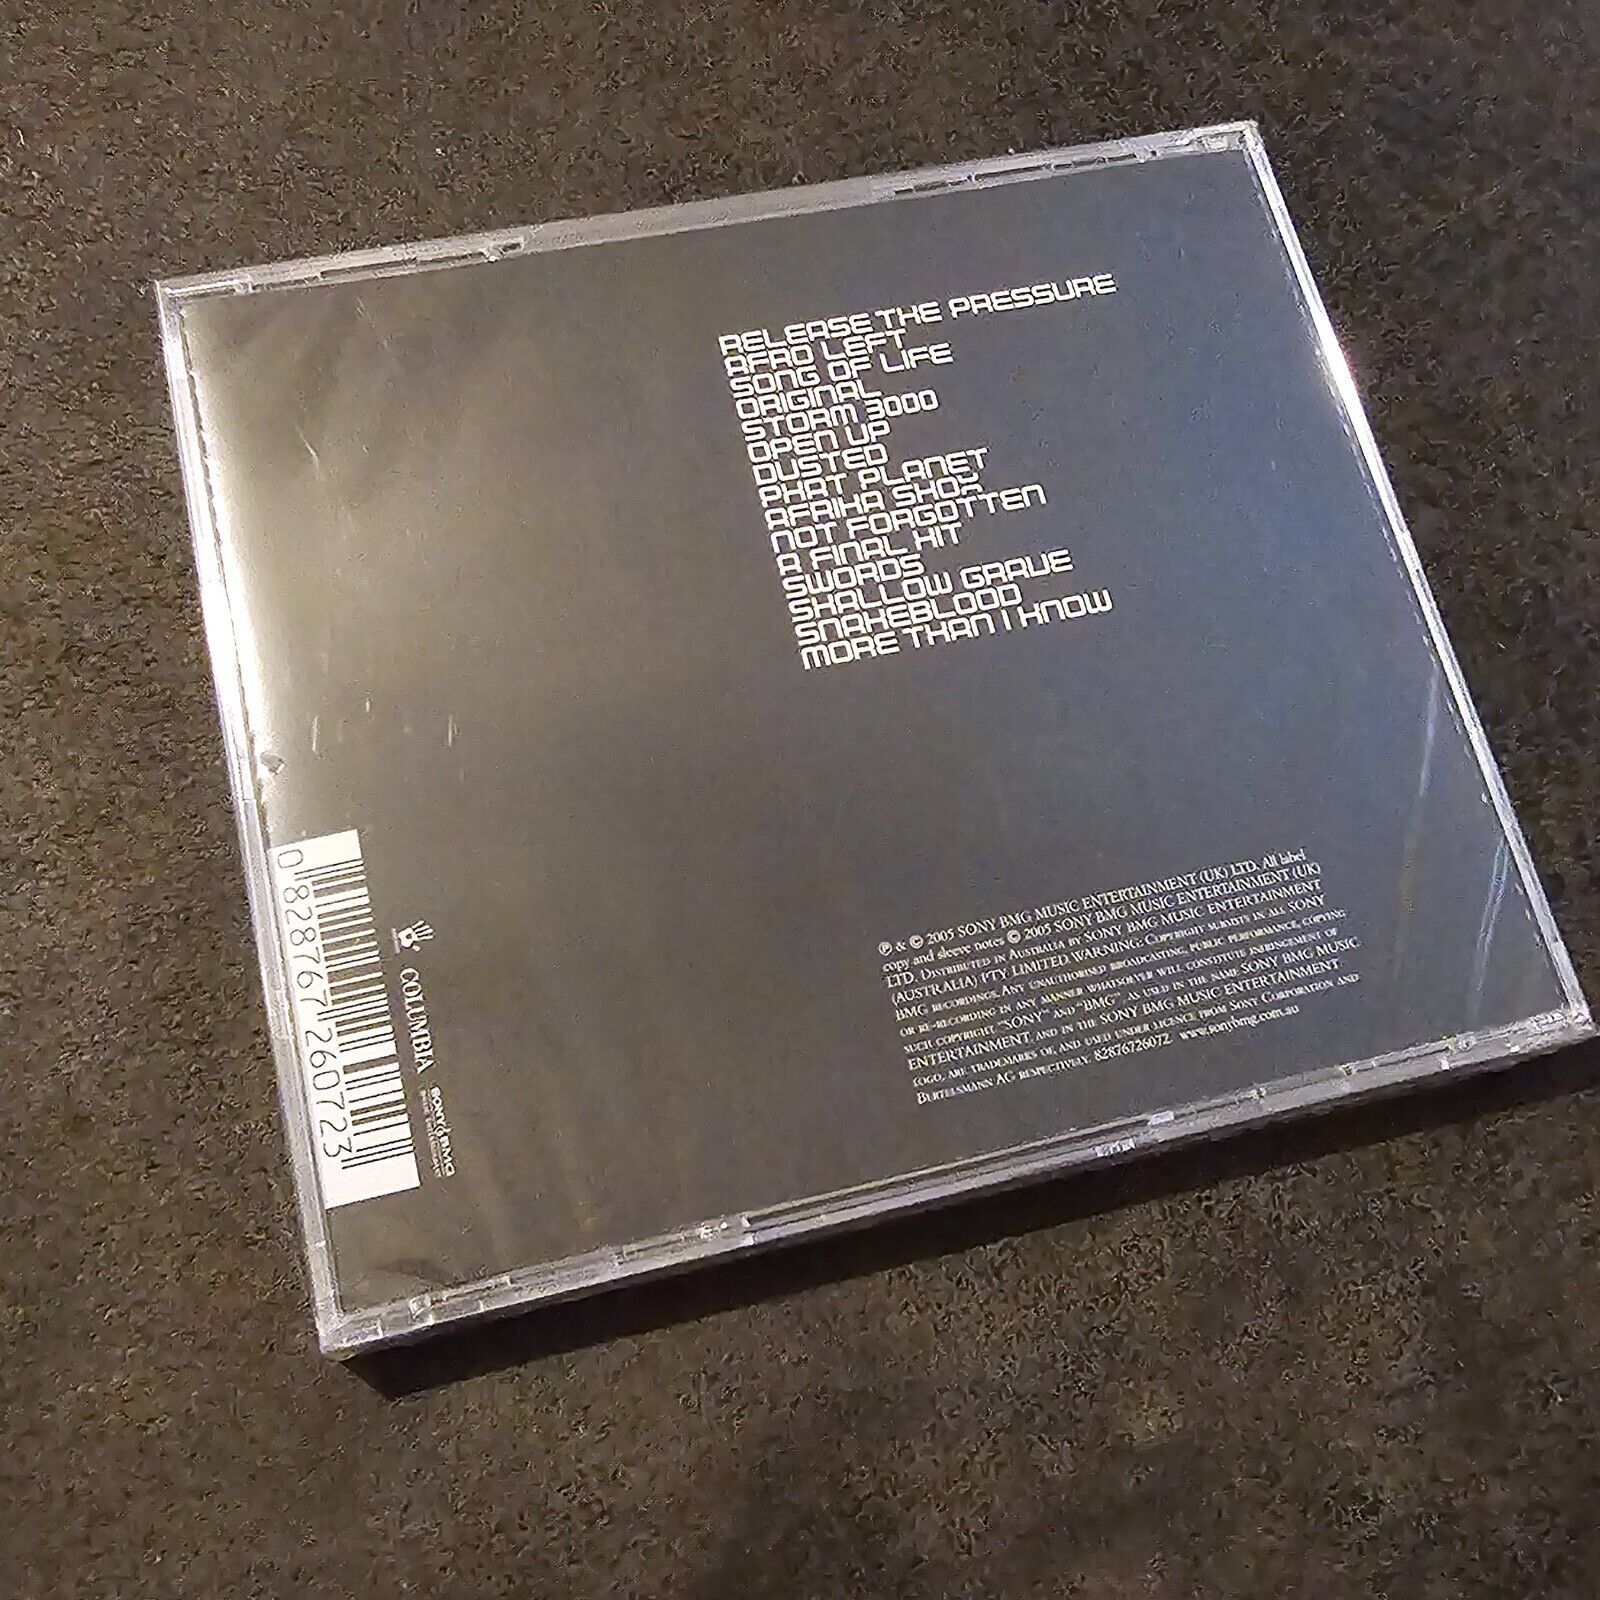 RELEASE THE PRESSURE
AFRO LEFT
SONG OF LIFE
ORIGINAL
STORM 3000
OPEN UP
DUSTED
PHAT PLANET
AFRIKA SHOX
NOT FORGOTTEN
A FINAL HIT
SWORDS
SHALLOW GRAVE
SNAKEBLOOD
MORE THAN I KNOW
℗ & © 2005 SONY BMG MUSIC ENTERTAINMENT (UK) LTD. All label
copy and sleeve notes © 2005 SONY BMG MUSIC ENTERTAINMENT (UK)
LTD. DISTRIBUTED IN AUSTRALIA BY SONY BMG MUSIC ENTERTAINMENT
(AUSTRALIA) PTY LIMITED. WARNING: COPYRIGHT SUBSISTS IN ALL SONY
BMG RECORDINGS. ANY UNAUTHORISED BROADCASTING, PUBLIC PERFORMANCE, COPYING
OR RE-RECORDING IN ANY MANNER WHATSOEVER WILL CONSTITUTE INFRINGEMENT OF
SUCH COPYRIGHT. "SONY" AND "BMG" AS USED IN THE NAME SONY BMG MUSIC
ENTERTAINMENT, AND IN THE SONY BMG MUSIC ENTERTAINMENT
LOGO, ARE TRADEMARKS OF, AND USED UNDER LICENCE FROM SONY CORPORATION AND
BERTELSMANN AG RESPECTIVELY. 82876726072 www.sonybmg.com.au
0 82876 72607 23
COLUMBIA
SONY BMG